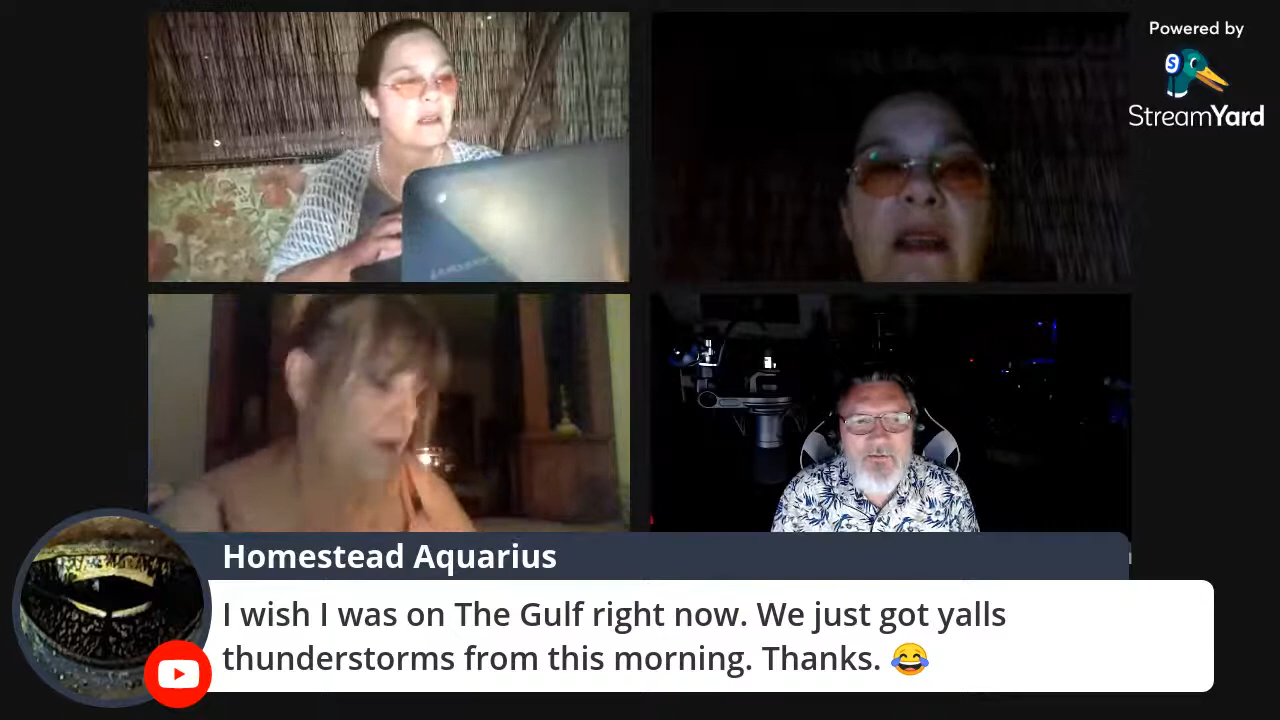 Powered by
StreamYard
Homestead Aquarius
I wish I was on The Gulf right now. We just got yalls
thunderstorms from this morning. Thanks. 😂